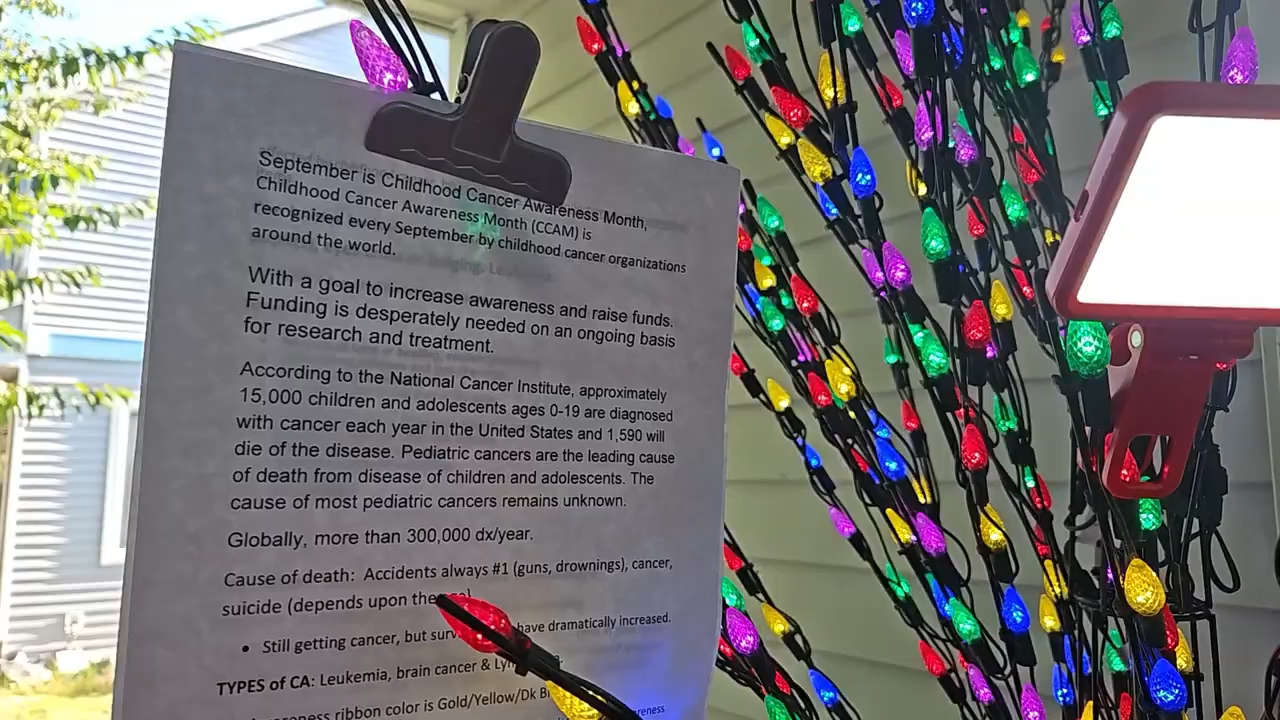 September is Childhood Cancer Awareness Month,
Childhood Cancer Awareness Month (CCAM) is
recognized every September by childhood cancer organizations
around the world.
With a goal to increase awareness and raise funds.
Funding is desperately needed on an ongoing basis
for research and treatment.
According to the National Cancer Institute, approximately
15,000 children and adolescents ages 0-19 are diagnosed
with cancer each year in the United States and 1,590 will
die of the disease. Pediatric cancers are the leading cause
of death from disease of children and adolescents. The
cause of most pediatric cancers remains unknown.
Globally, more than 300,000 dx/year.
Cause of death: Accidents always #1 (guns, drownings), cancer,
suicide (depends upon the
• Still getting cancer, but have dramatically increased.
TYPES of CA: Leukemia, brain cancer &
ribbon color is Gold/Yellow/Dk